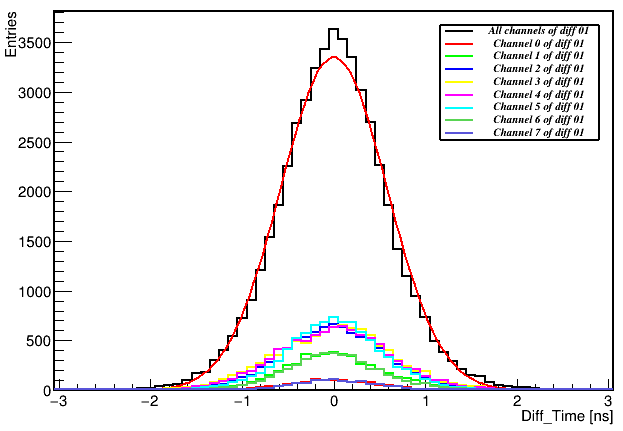 Entries
3500
3000
2500
2000
1500
1000
500
0
All channels of diff 01
Channel 0 of diff 01
Channel 1 of diff 01
Channel 2 of diff 01
Channel 3 of diff 01
Channel 4 of diff 01
Channel 5 of diff 01
Channel 6 of diff 01
Channel 7 of diff 01
−3 −2 −1 0 1 2 3
Diff_Time [ns]